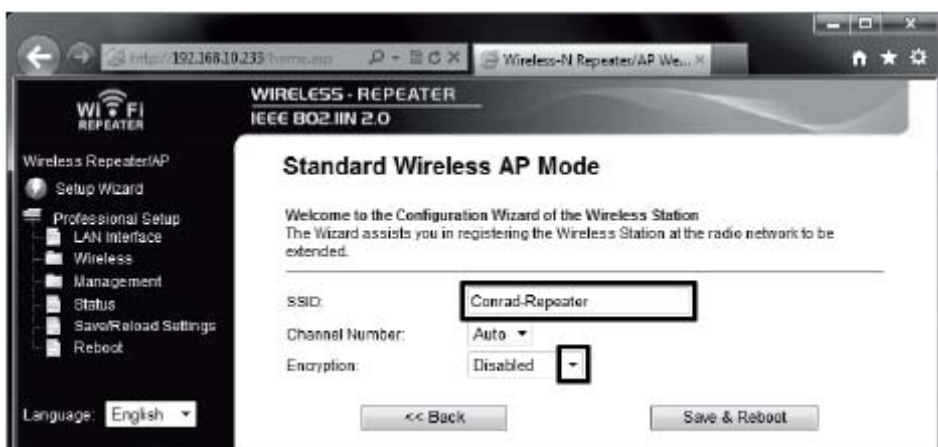 http://192.168.10.233/home.asp
Wireless-N Repeater/AP We...
WI FI
REPEATER
WIRELESS-REPEATER
IEEE 802.11N 2.0
Wireless Repeater/AP
Setup Wizard
Professional Setup
LAN Interface
Wireless
Management
Status
Save/Reload Settings
Reboot
Language: English
Standard Wireless AP Mode
Welcome to the Configuration Wizard of the Wireless Station
The Wizard assists you in registering the Wireless Station at the radio network to be
extended.
SSID: Conrad-Repeater
Channel Number: Auto
Encryption: Disabled
<< Back
Save & Reboot